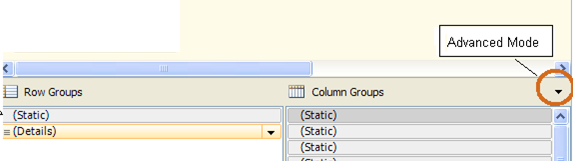 Advanced Mode
Row Groups
Column Groups
(Static)
(Static)
(Details)
(Static)
(Static)